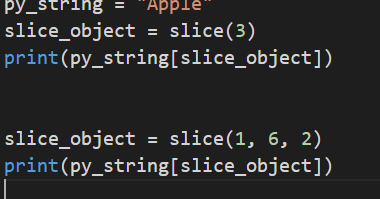 py_string = "Apple"
slice_object = slice(3)
print(py_string[slice_object])
slice_object = slice(1, 6, 2)
print(py_string[slice_object])